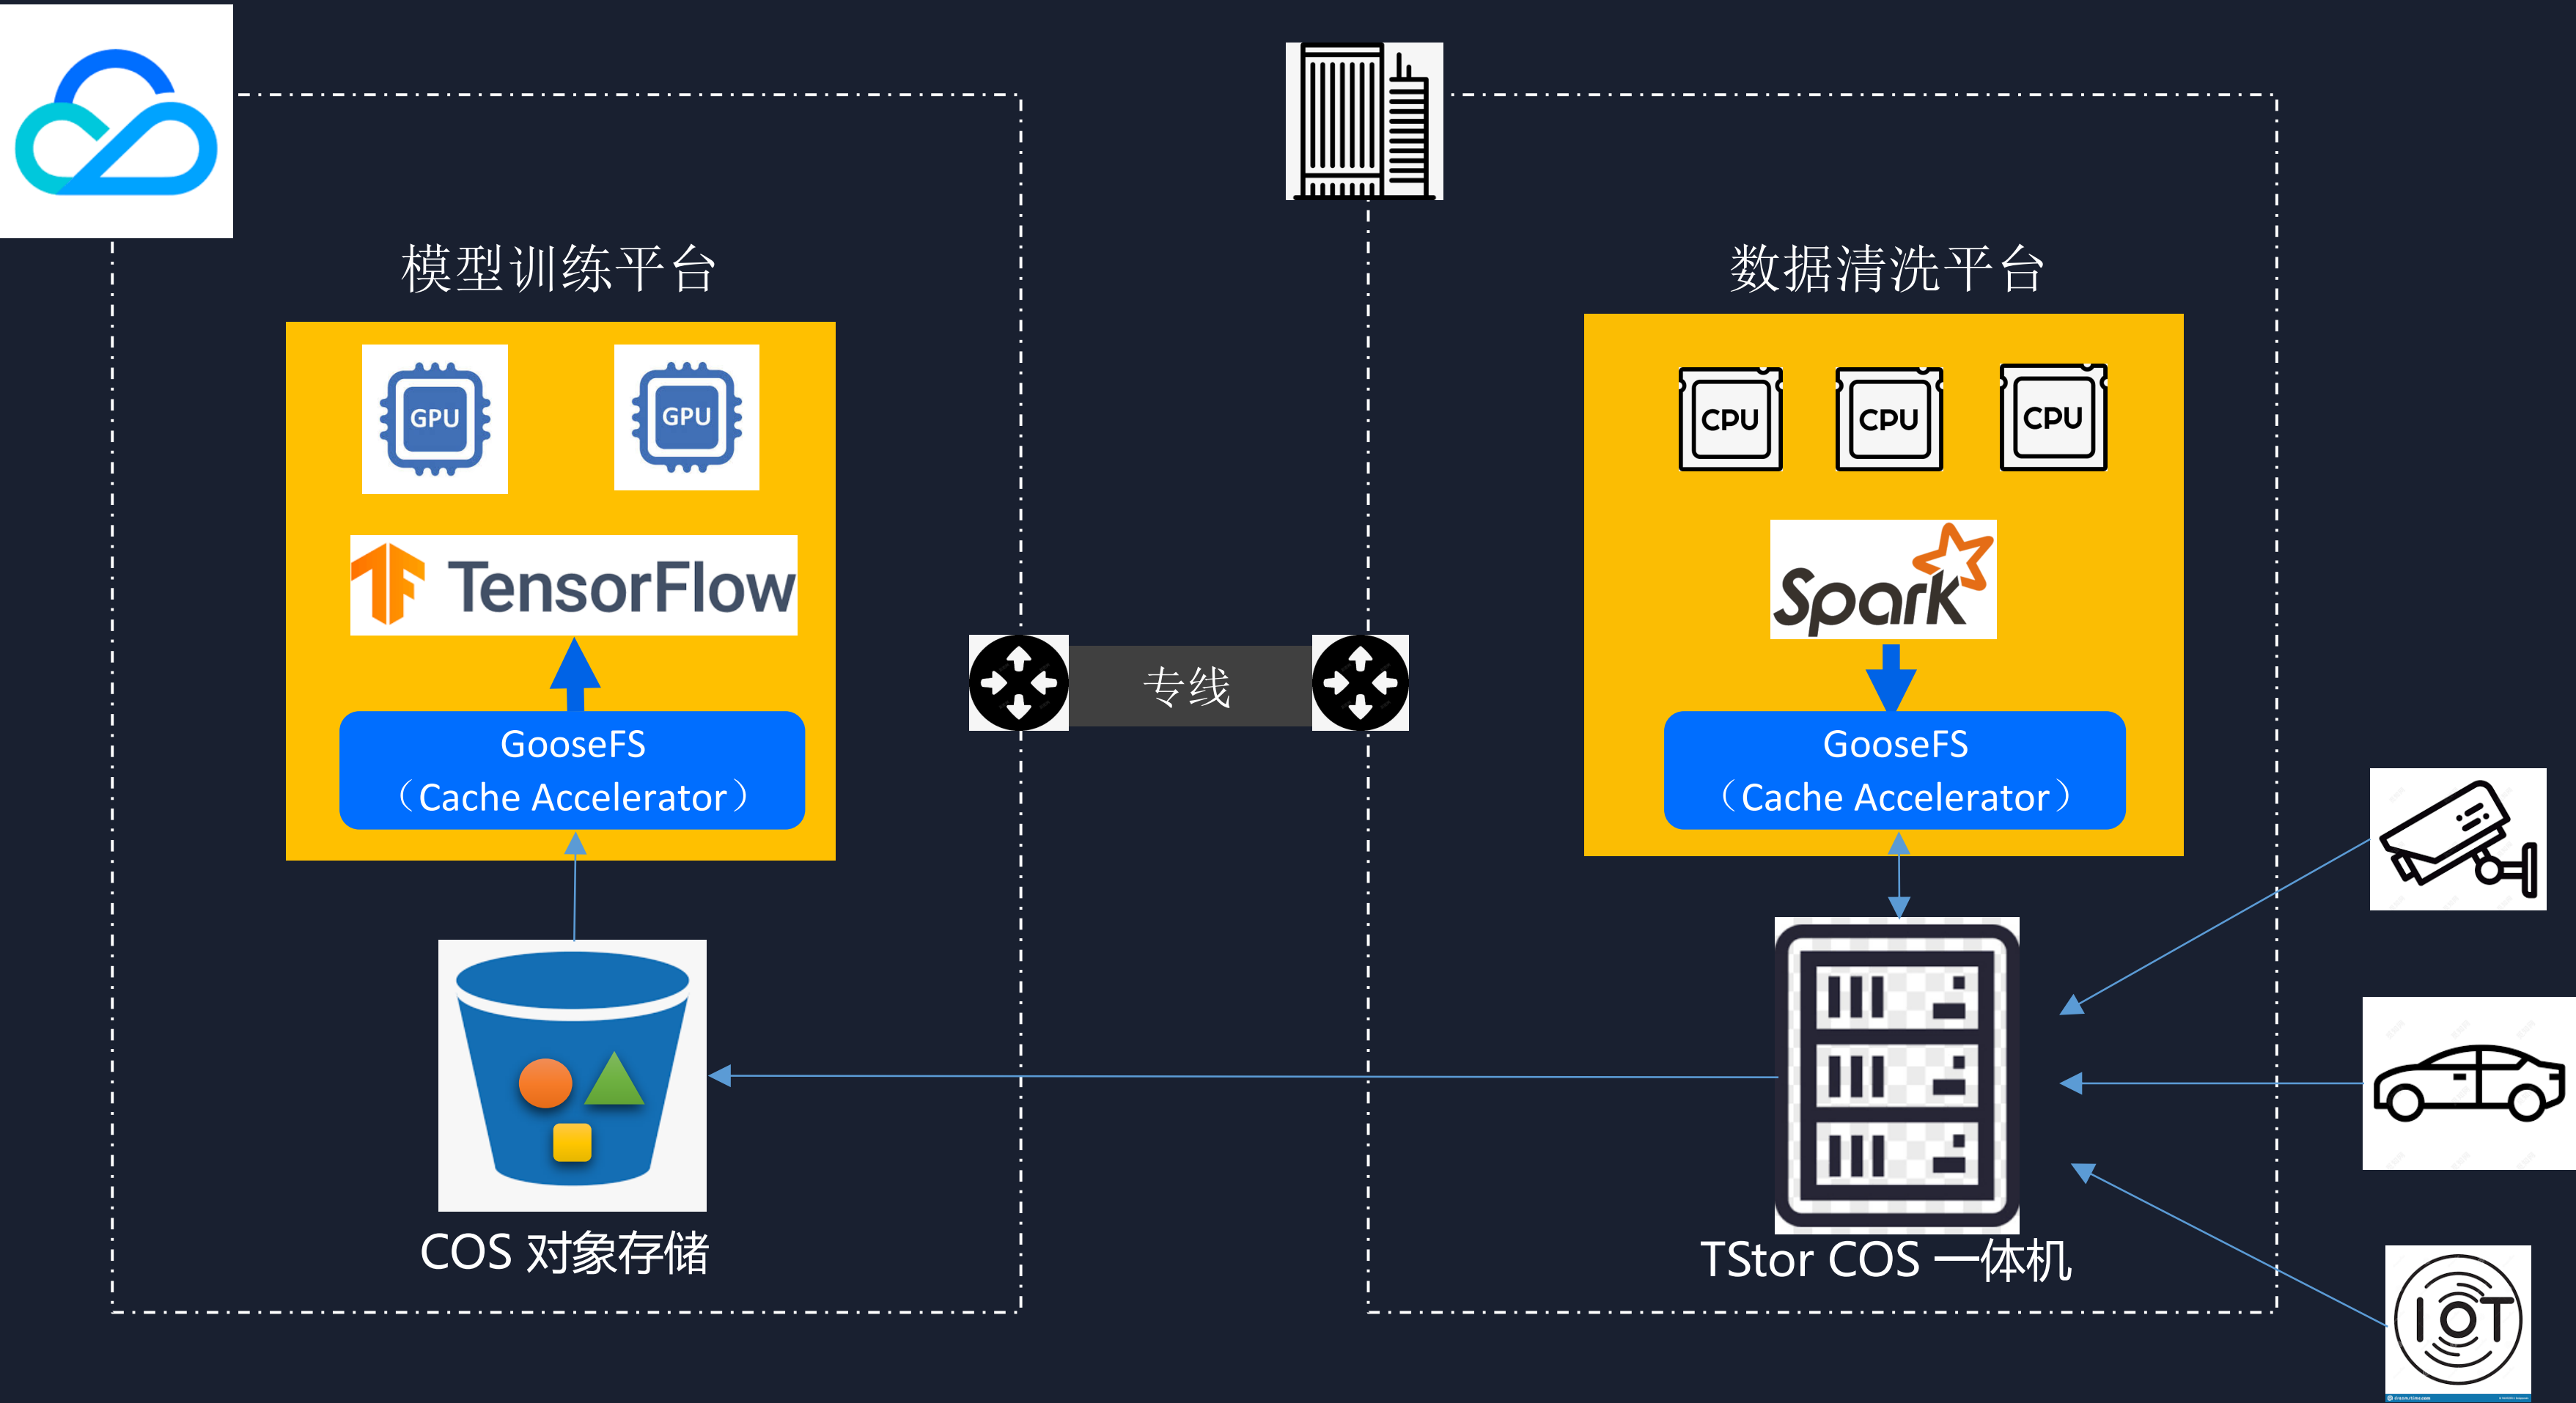 模型训练平台
GPU
GPU
TensorFlow
GooseFS
（Cache Accelerator）
COS 对象存储
专线
数据清洗平台
CPU
CPU
CPU
Spark
GooseFS
（Cache Accelerator）
TStor COS 一体机
IOT